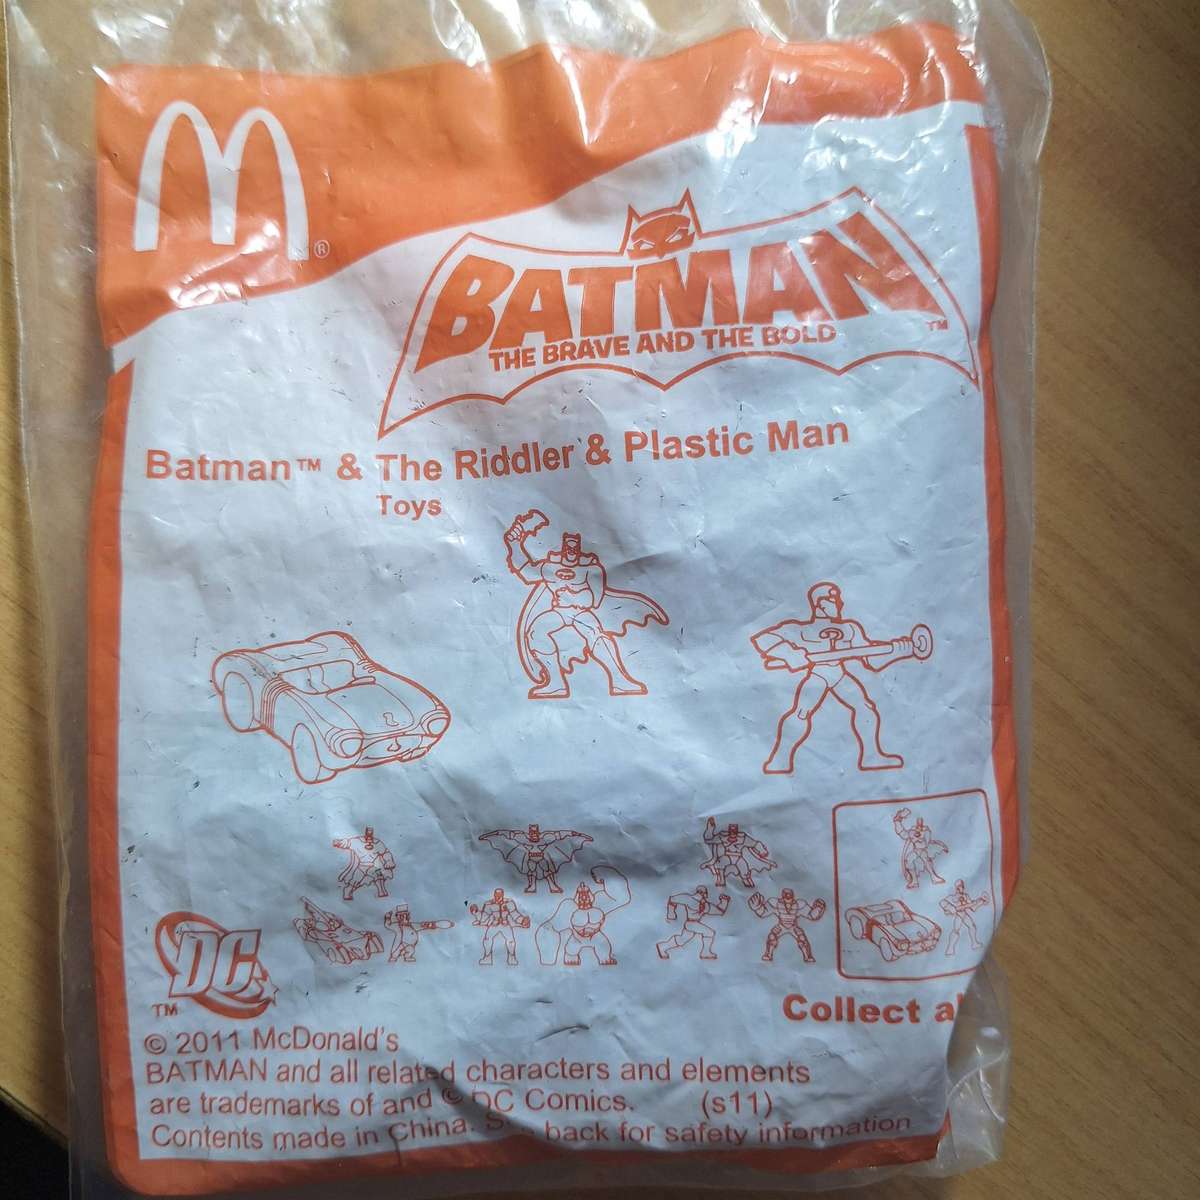 M ®
BATMAN
THE BRAVE AND THE BOLD ™
Batman™ & The Riddler & Plastic Man
Toys
DC
TM
Collect
© 2011 McDonald's
BATMAN and all related characters and elements
are trademarks of and © DC Comics. (s11)
Contents made in China. back for safety information